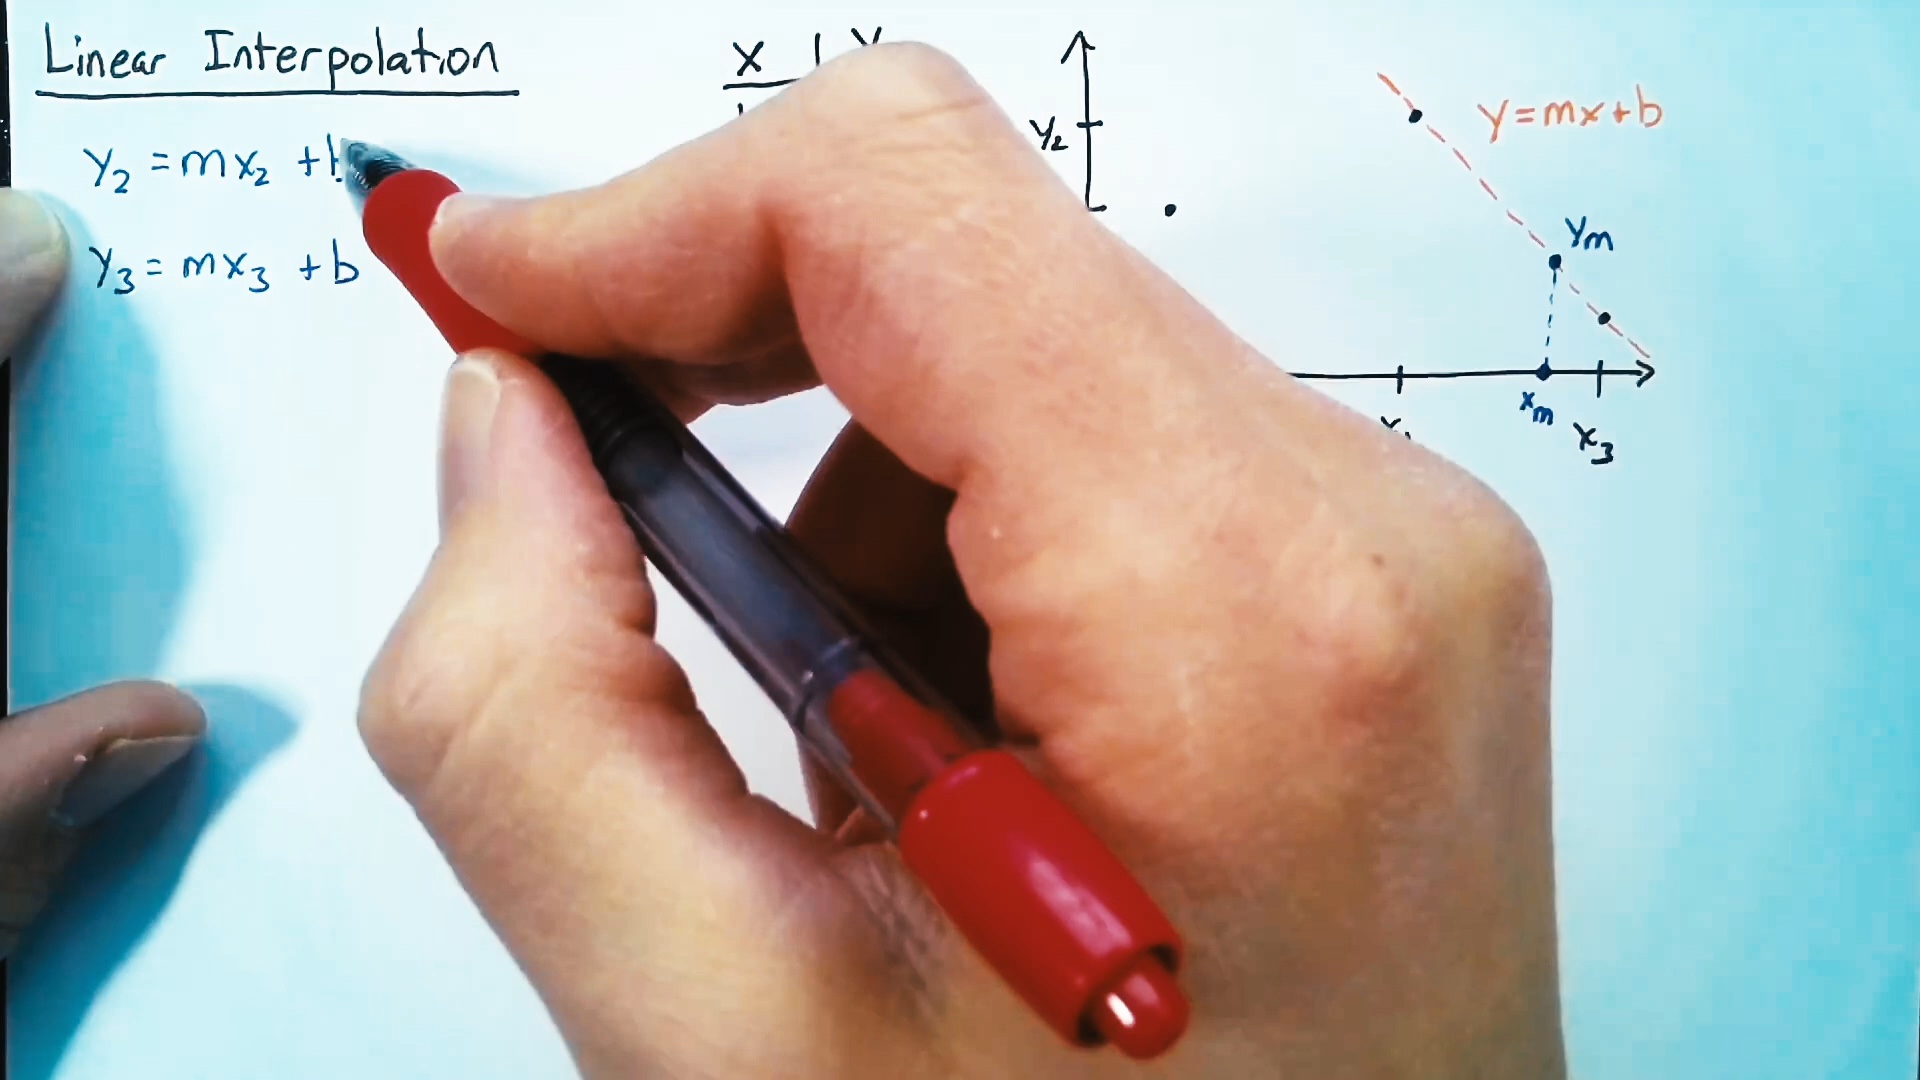 Linear Interpolation
y₂ = mx₂ +b
y₃ = mx₃ +b
X | Y
y₂
y=mx+b
ym
xm
x₃